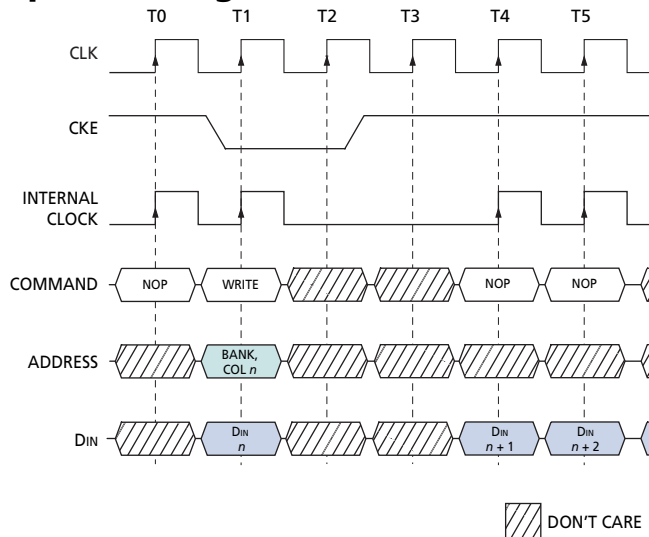 T0 T1 T2 T3 T4 T5
CLK
CKE
INTERNAL
CLOCK
COMMAND NOP WRITE NOP NOP
ADDRESS BANK,
COL n
DIN DIN
n DIN
n + 1 DIN
n + 2
DON'T CARE